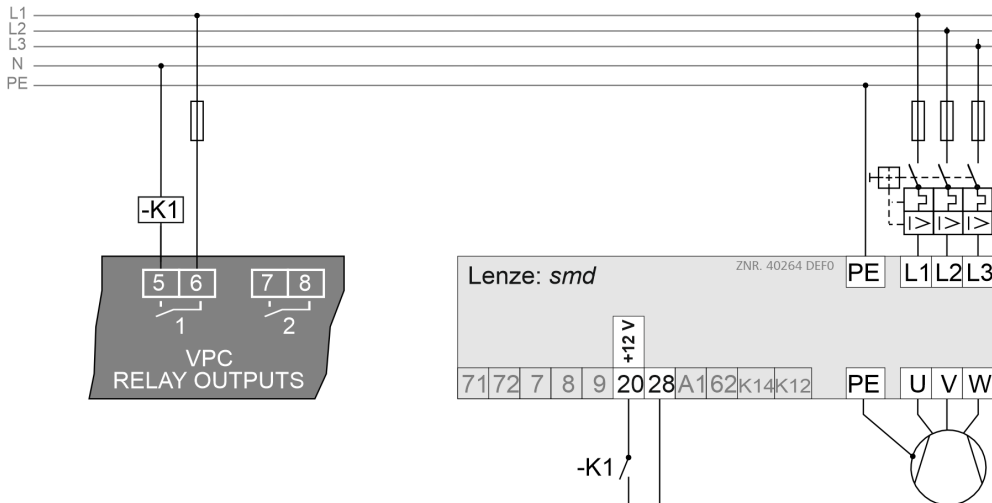 L1
L2
L3
N
PE
-K1
5 6 7 8
1 2
VPC
RELAY OUTPUTS
Lenze: smd
ZNR. 40264 DEF0
PE L1 L2 L3
I> I> I>
+12 V
71 72 7 8 9 20 28 A1 62 K14 K12 PE U V W
-K1